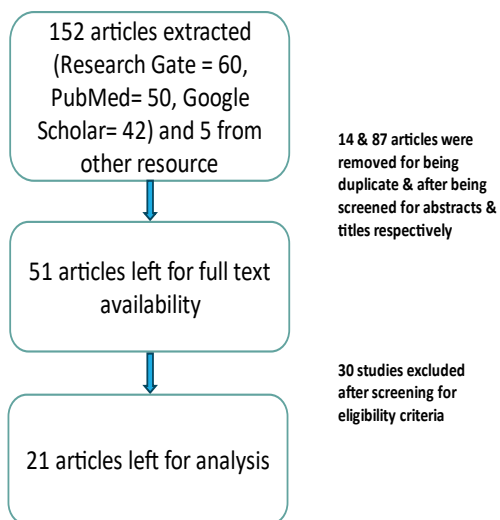 152 articles extracted
(Research Gate = 60,
PubMed= 50, Google
Scholar= 42) and 5 from
other resource
14 & 87 articles were
removed for being
duplicate & after being
screened for abstracts &
titles respectively
51 articles left for full text
availability
30 studies excluded
after screening for
eligibility criteria
21 articles left for analysis